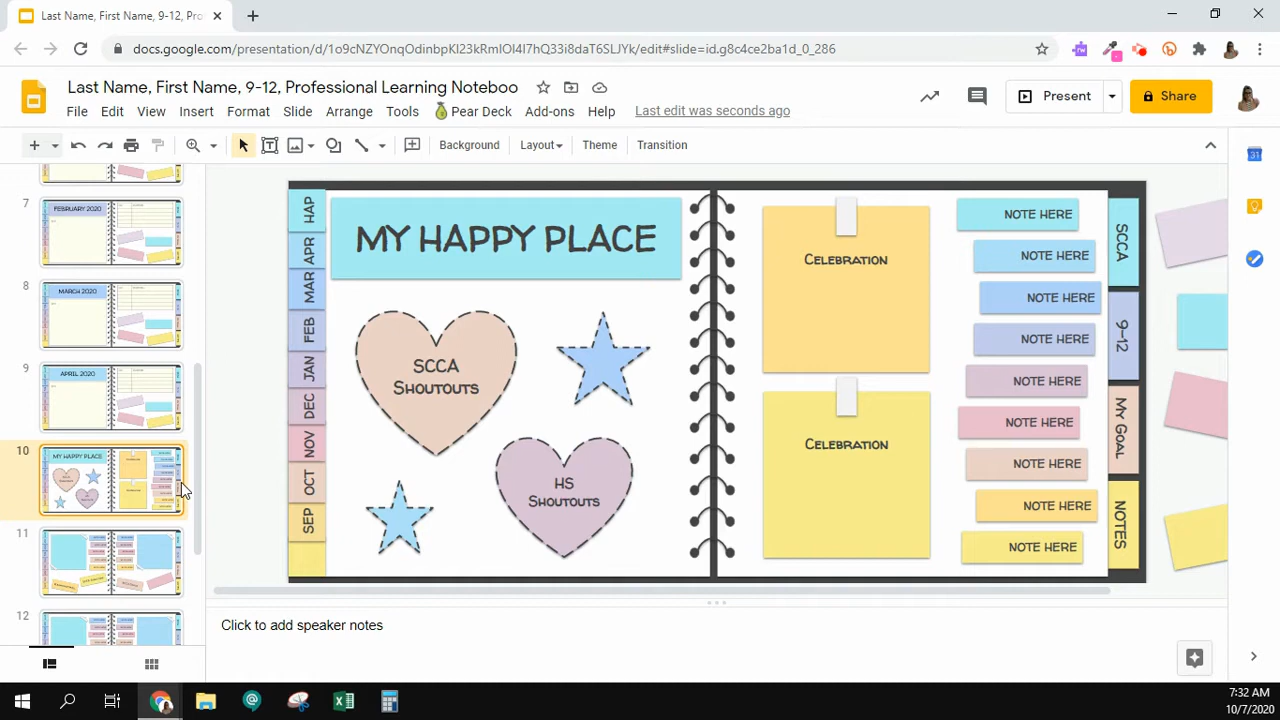 Last Name, First Name, 9-12, Pro
docs.google.com/presentation/d/1o9cNZYOnqOdinbpKI23kRmIOl4l7hQ33i8daT6SLJYk/edit#slide=id.g8c4ce2ba1d_0_286
Last Name, First Name, 9-12, Professional Learning Noteboo
Present
Share
File Edit View Insert Format Slide Arrange Tools Pear Deck Add-ons Help Last edit was seconds ago
Background Layout Theme Transition
7
FEBRUARY 2020
8
MARCH 2020
9
APRIL 2020
10
MY HAPPY PLACE
11
12
HAP
APR
MAR
FEB
JAN
DEC
NOV
OCT
SEP
MY HAPPY PLACE
SCCA
Shoutouts
HS
Shoutouts
Celebration
Celebration
NOTE HERE
NOTE HERE
NOTE HERE
NOTE HERE
NOTE HERE
NOTE HERE
NOTE HERE
NOTE HERE
NOTE HERE
SCCA
9-12
My Goal
NOTES
31
Click to add speaker notes
7:32 AM
10/7/2020